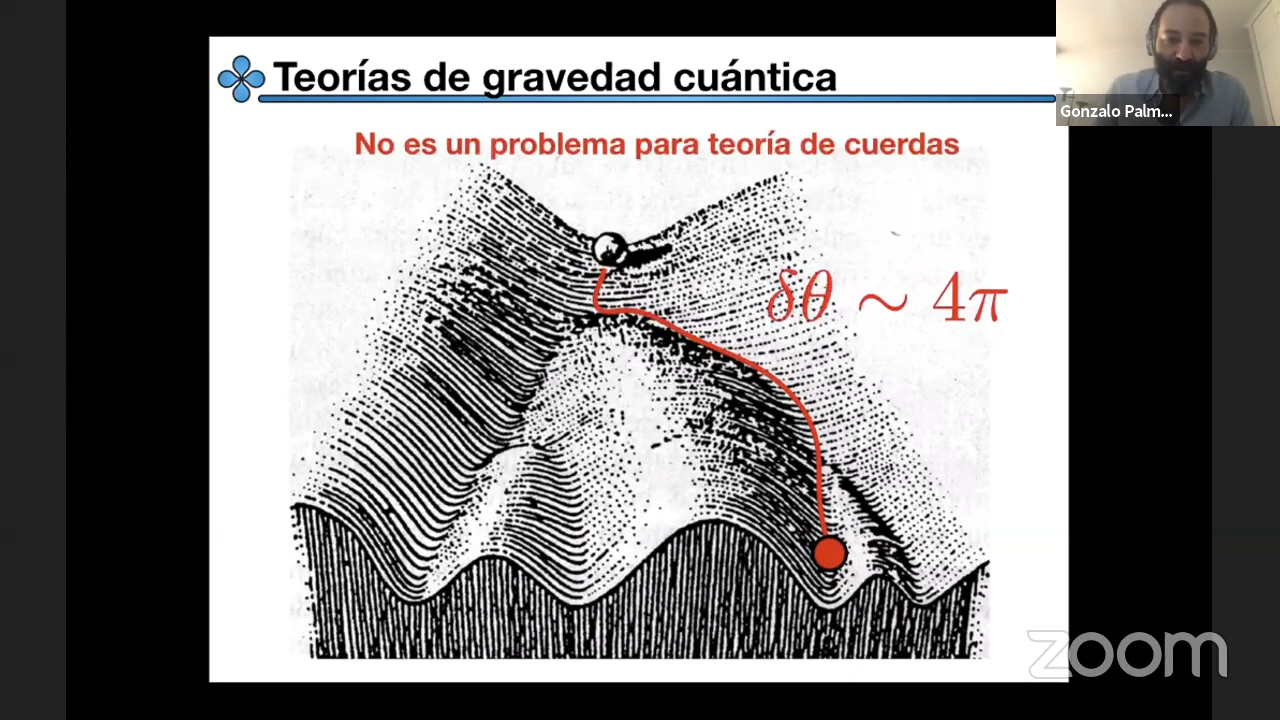 Teorías de gravedad cuántica
Gonzalo Palm...
No es un problema para teoría de cuerdas
δθ ∼ 4π
zoom